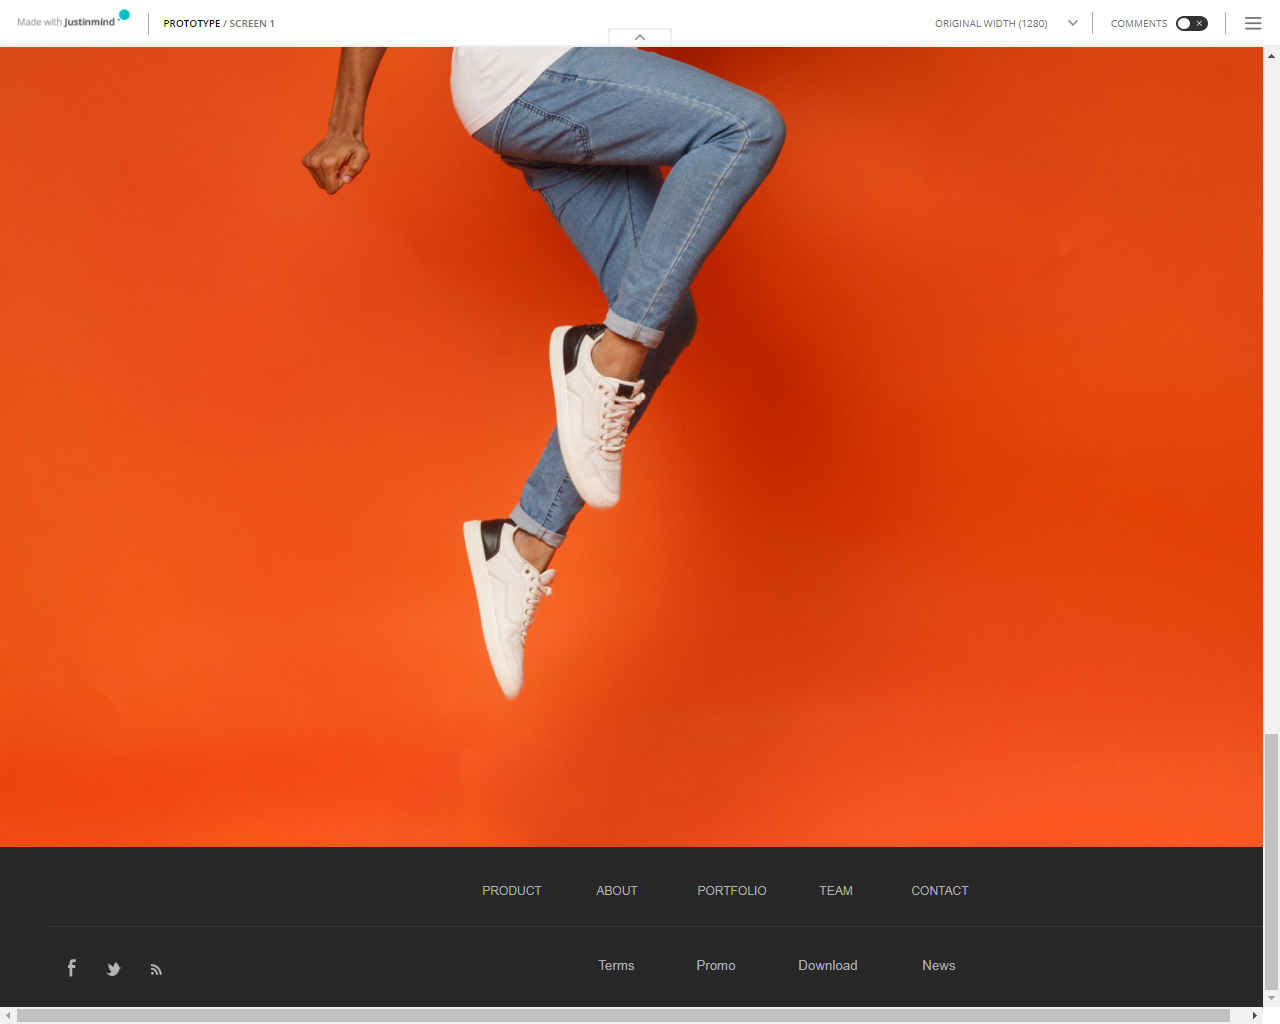 Made with Justinmind
PROTOTYPE / SCREEN 1
ORIGINAL WIDTH (1280)
COMMENTS
PRODUCT
ABOUT
PORTFOLIO
TEAM
CONTACT
Terms
Promo
Download
News